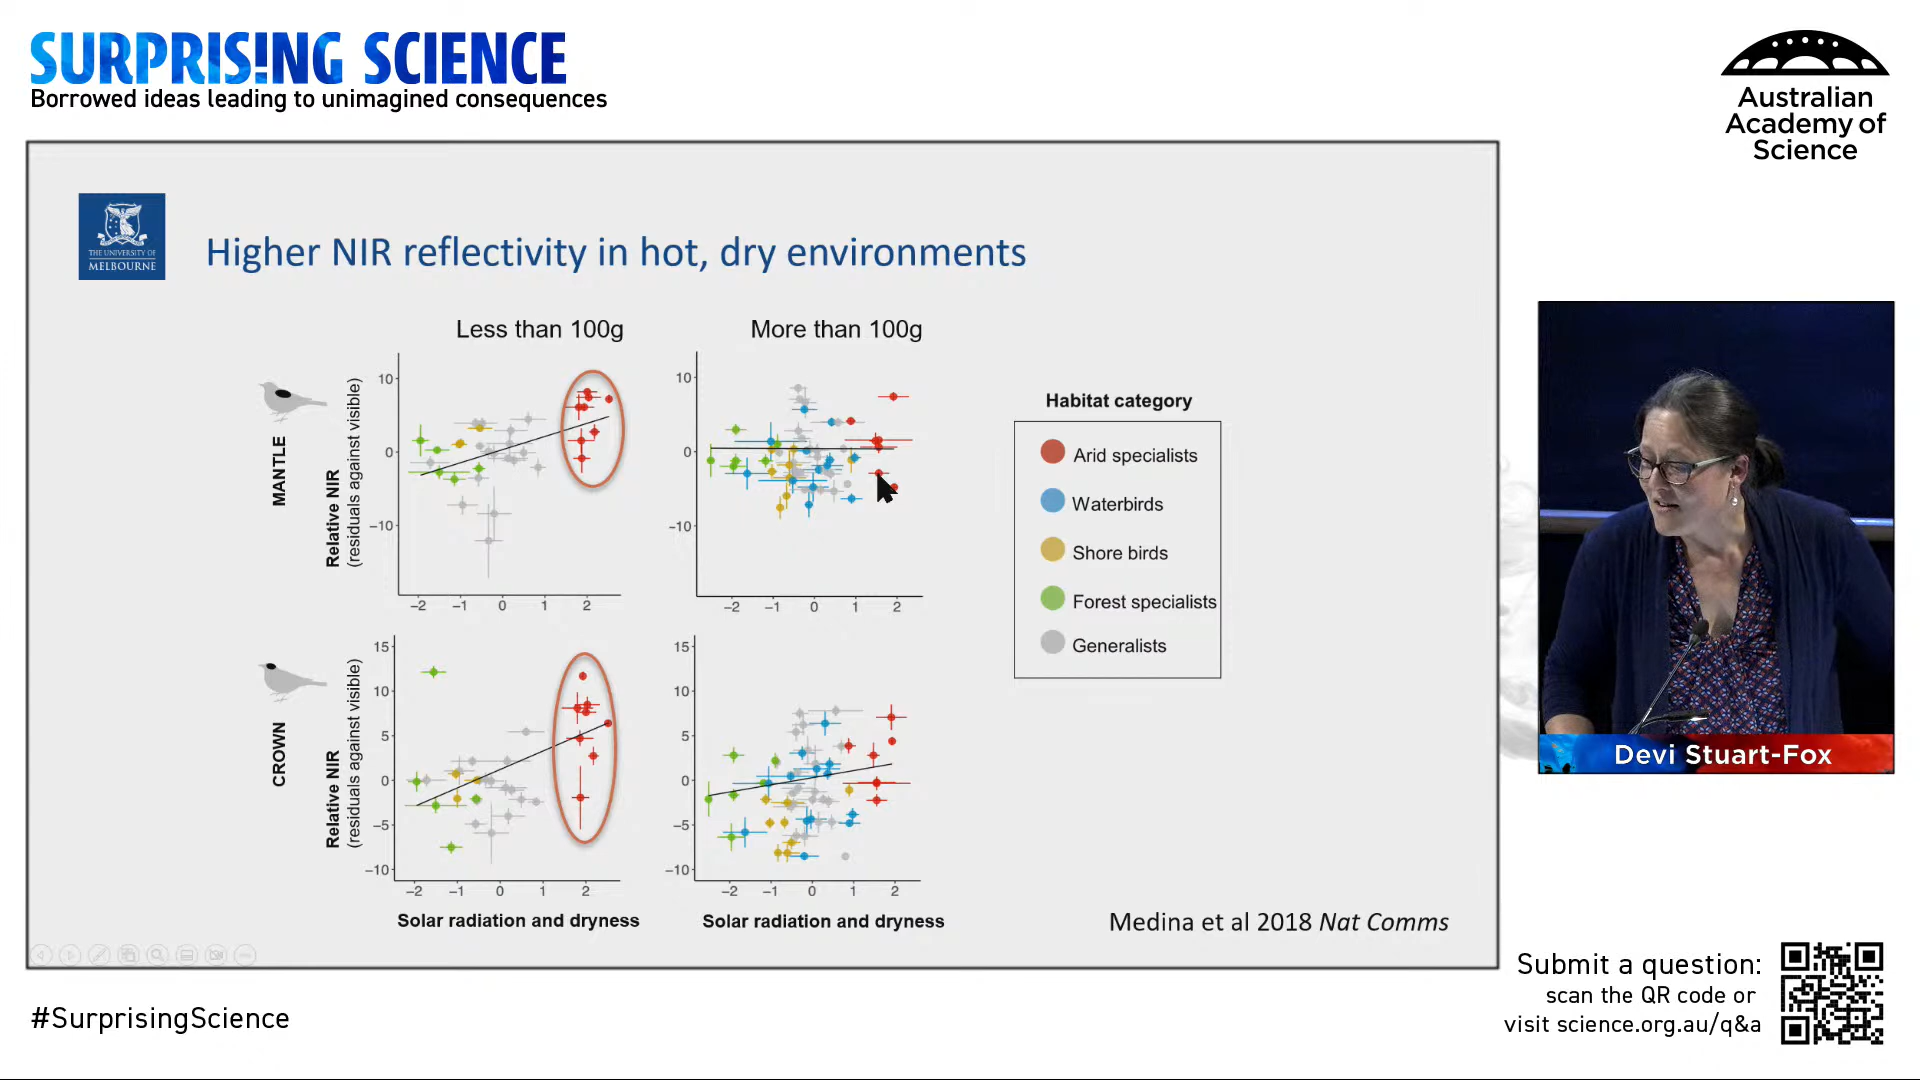 SURPRIS!NG SCIENCE
Borrowed ideas leading to unimagined consequences
Australian
Academy of
Science
THE UNIVERSITY OF
MELBOURNE
Higher NIR reflectivity in hot, dry environments
Less than 100g
More than 100g
MANTLE
Relative NIR
(residuals against visible)
10
0
−10
−2 −1 0 1 2
10
0
−10
−2 −1 0 1 2
Habitat category
Arid specialists
Waterbirds
Shore birds
Forest specialists
Generalists
CROWN
Relative NIR
(residuals against visible)
15
10
5
0
−5
−10
−2 −1 0 1 2
15
10
5
0
−5
−10
−2 −1 0 1 2
Solar radiation and dryness
Solar radiation and dryness
Medina et al 2018 Nat Comms
Devi Stuart-Fox
Submit a question:
scan the QR code or
visit science.org.au/q&a
#SurprisingScience